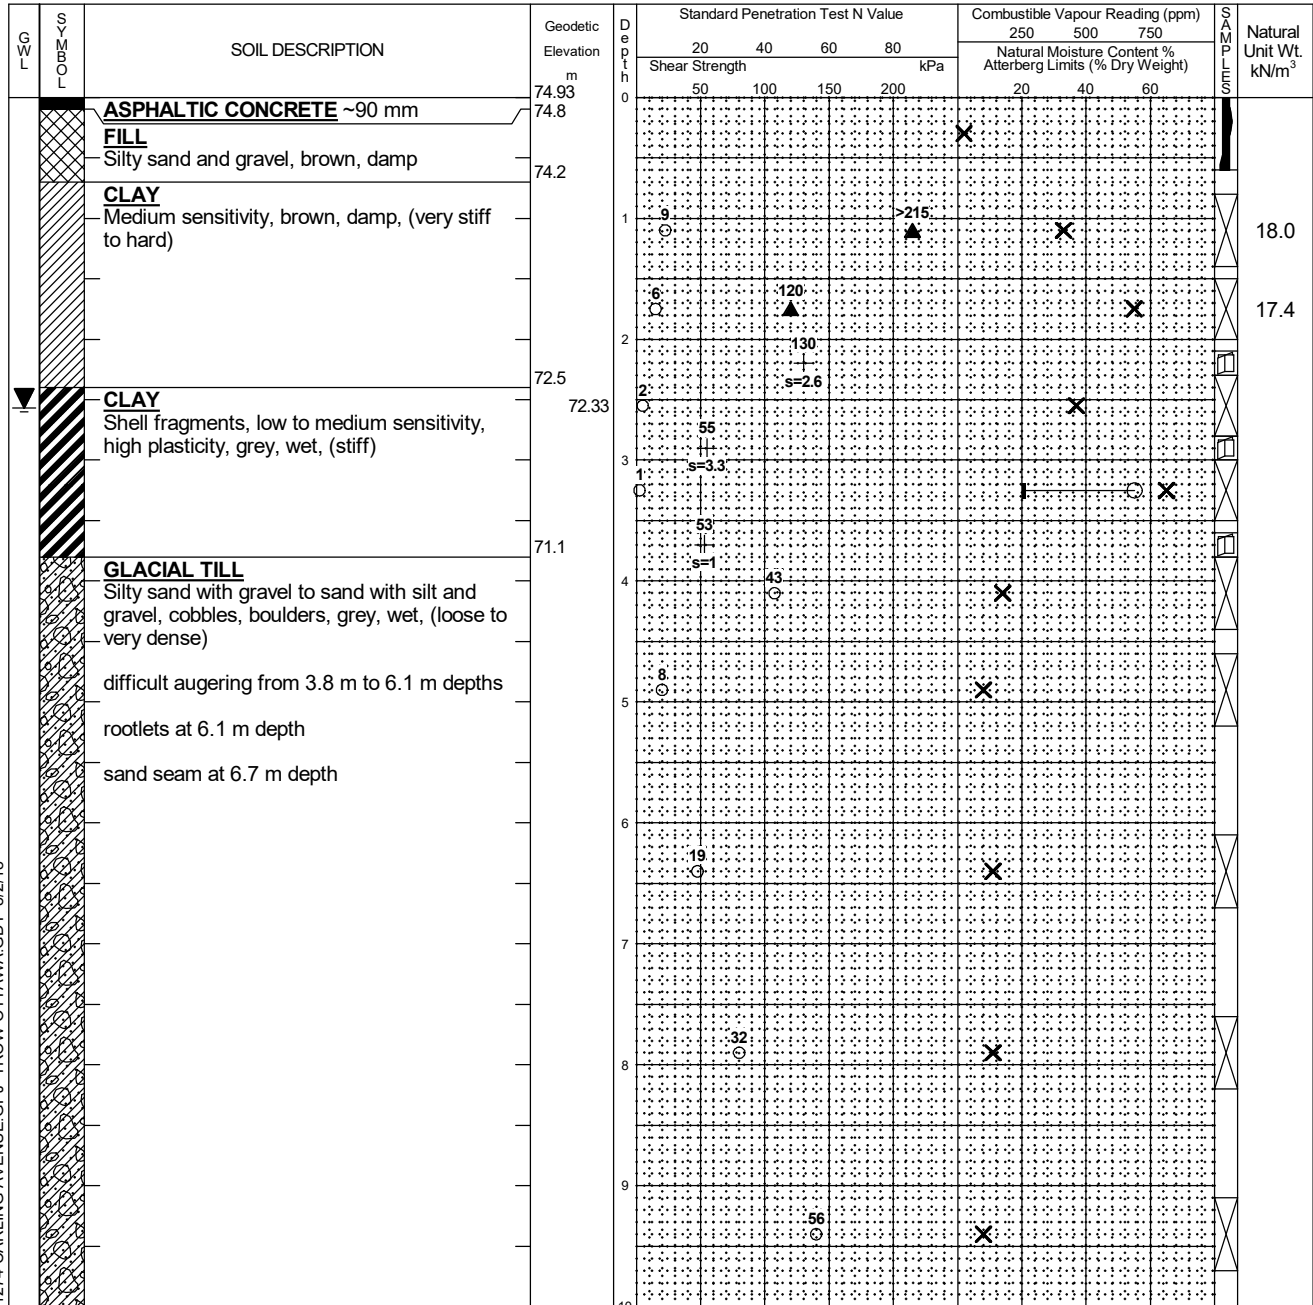 GWL
SYMBOL
SOIL DESCRIPTION
Geodetic
Elevation
m
74.93
Depth
Standard Penetration Test N Value
20 40 60 80
Shear Strength kPa
50 100 150 200
Combustible Vapour Reading (ppm)
250 500 750
Natural Moisture Content %
Atterberg Limits (% Dry Weight)
20 40 60
SAMPLES
Natural
Unit Wt.
kN/m³
0
ASPHALTIC CONCRETE ~90 mm
74.8
FILL
Silty sand and gravel, brown, damp
74.2
CLAY
Medium sensitivity, brown, damp, (very stiff
to hard)
1
9
>215
18.0
6
120
17.4
2
130
s=2.6
72.5
CLAY
Shell fragments, low to medium sensitivity,
high plasticity, grey, wet, (stiff)
72.33
2
55
s=3.3
3
1
53
s=1
71.1
GLACIAL TILL
Silty sand with gravel to sand with silt and
gravel, cobbles, boulders, grey, wet, (loose to
very dense)
4
43
difficult augering from 3.8 m to 6.1 m depths
8
5
rootlets at 6.1 m depth
sand seam at 6.7 m depth
6
19
7
32
8
9
56